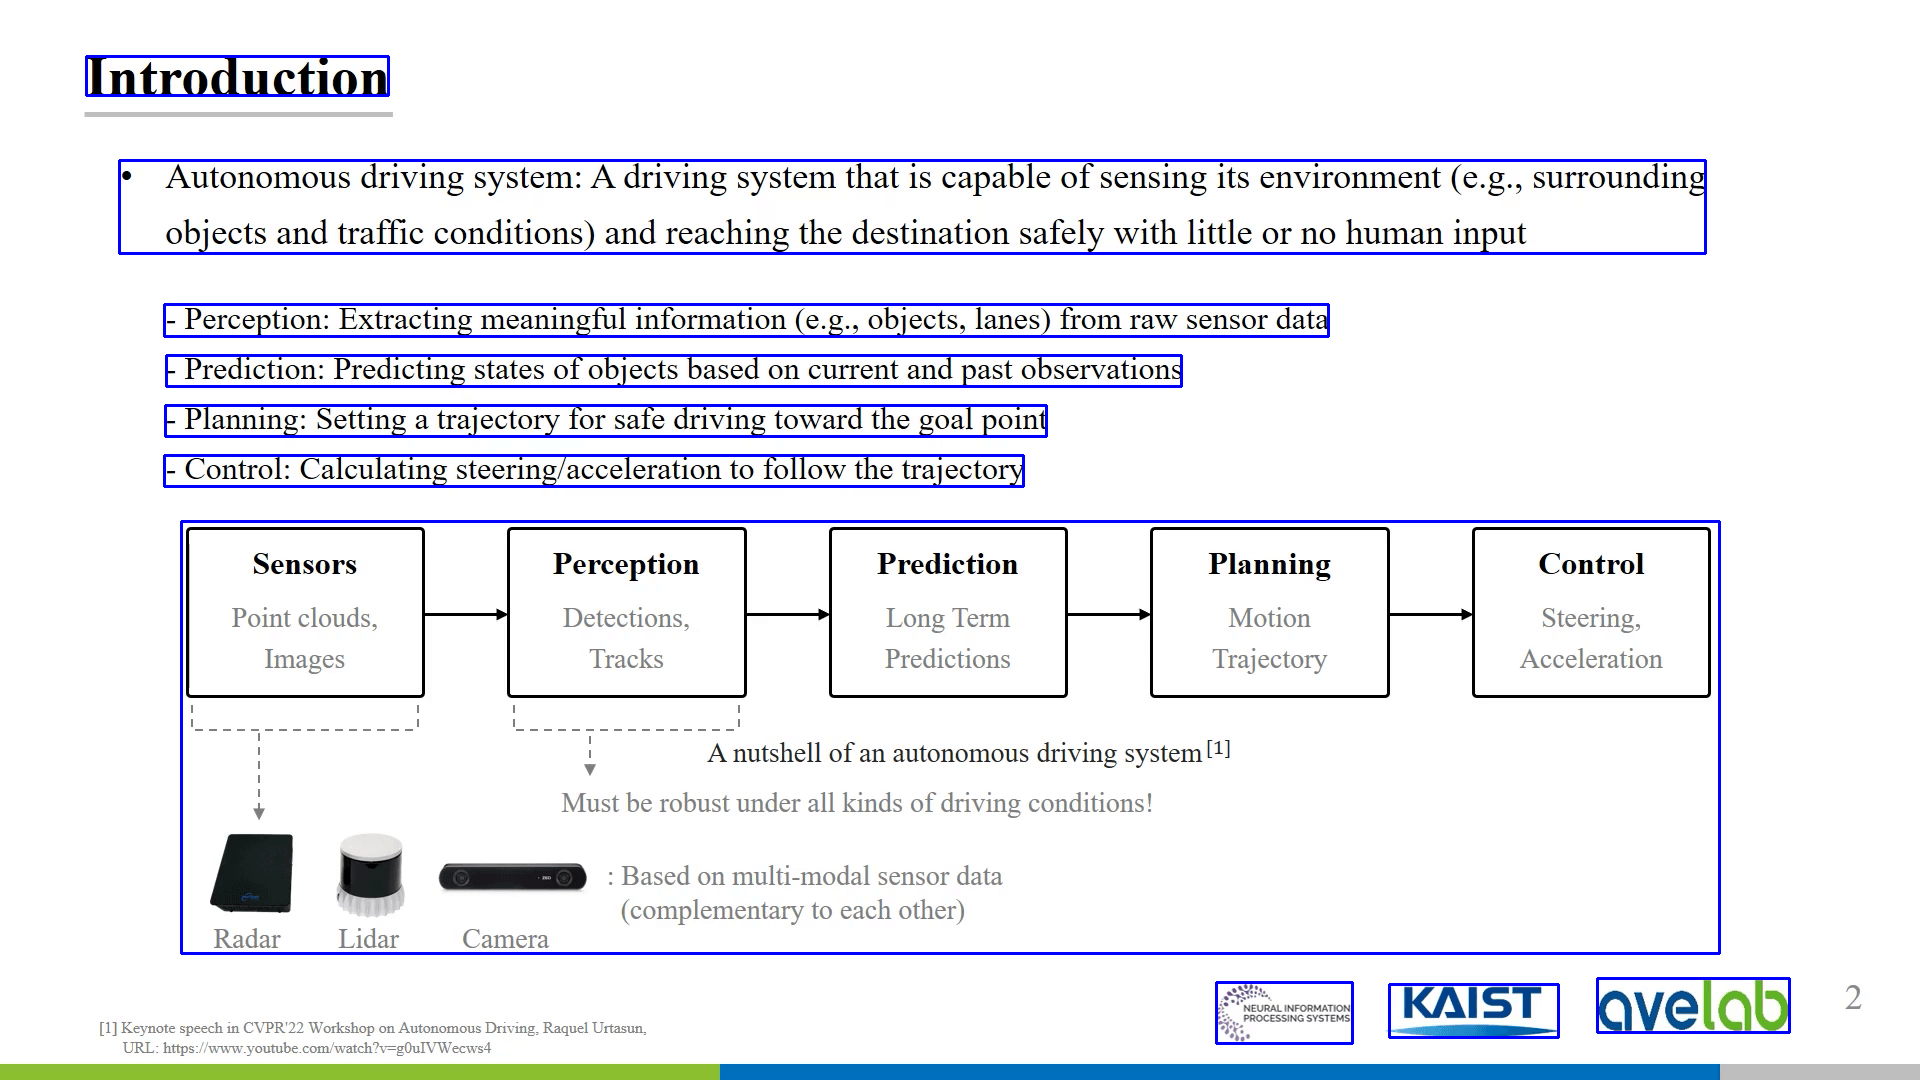 Introduction
• Autonomous driving system: A driving system that is capable of sensing its environment (e.g., surrounding
objects and traffic conditions) and reaching the destination safely with little or no human input
- Perception: Extracting meaningful information (e.g., objects, lanes) from raw sensor data
- Prediction: Predicting states of objects based on current and past observations
- Planning: Setting a trajectory for safe driving toward the goal point
- Control: Calculating steering/acceleration to follow the trajectory
Sensors
Point clouds,
Images
Perception
Detections,
Tracks
Prediction
Long Term
Predictions
Planning
Motion
Trajectory
Control
Steering,
Acceleration
A nutshell of an autonomous driving system [1]
Must be robust under all kinds of driving conditions!
: Based on multi-modal sensor data
(complementary to each other)
Radar
Lidar
Camera
NEURAL INFORMATION
PROCESSING SYSTEMS
KAIST
avelab
2
[1] Keynote speech in CVPR'22 Workshop on Autonomous Driving, Raquel Urtasun,
URL: https://www.youtube.com/watch?v=g0uIVWecws4